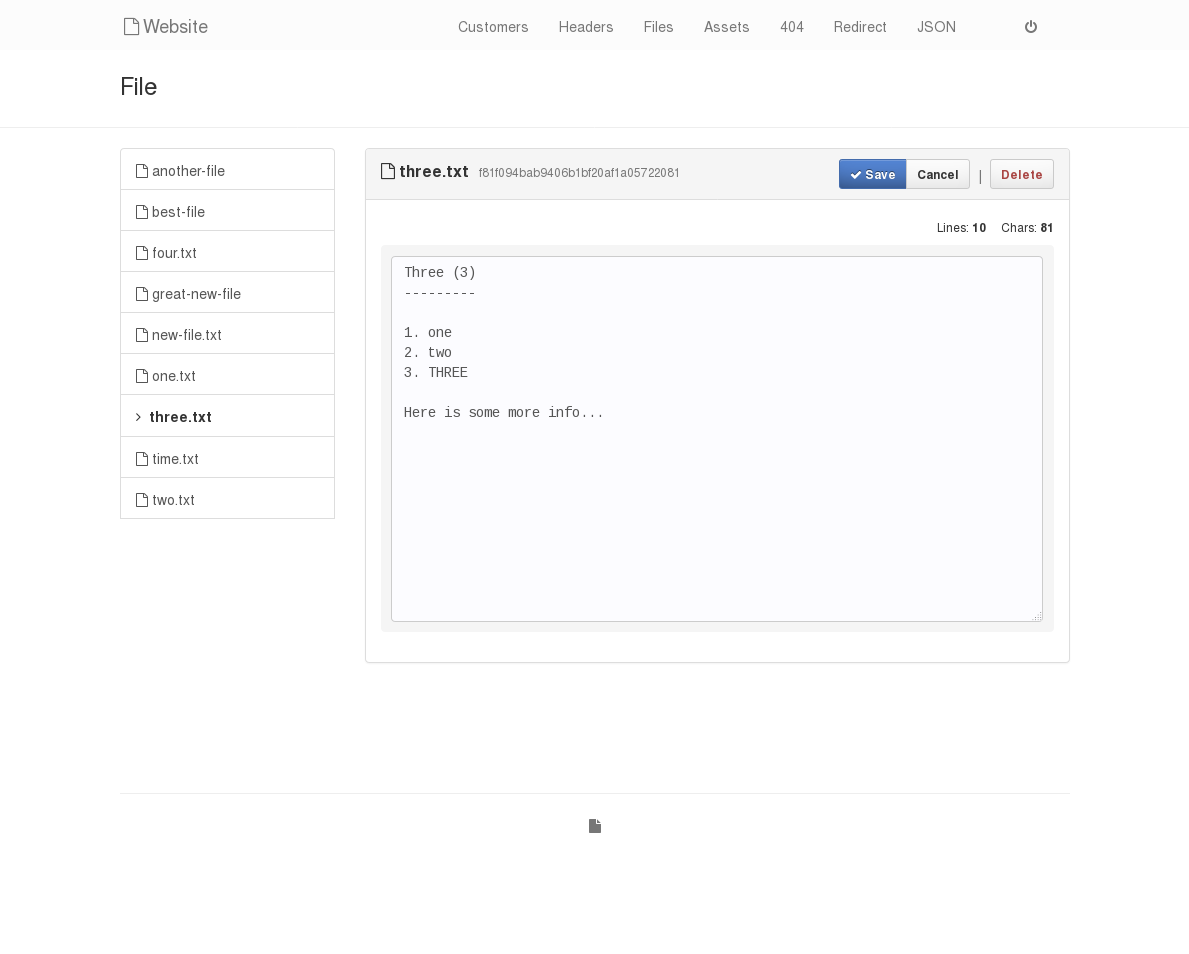 Website Customers Headers Files Assets 404 Redirect JSON
File
another-file
best-file
four.txt
great-new-file
new-file.txt
one.txt
three.txt
time.txt
two.txt
three.txt f81f094bab9406b1bf20af1a05722081 Save Cancel | Delete
Lines: 10 Chars: 81
Three (3)
---------
1. one
2. two
3. THREE
Here is some more info...